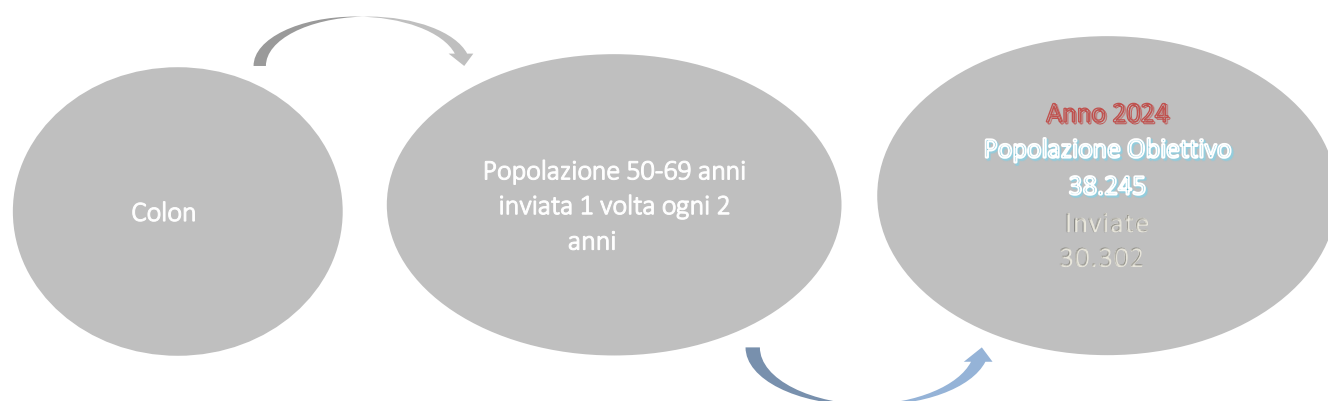 Colon
Popolazione 50-69 anni
inviata 1 volta ogni 2
anni
Anno 2024
Popolazione Obiettivo
38.245
Inviate
30.302